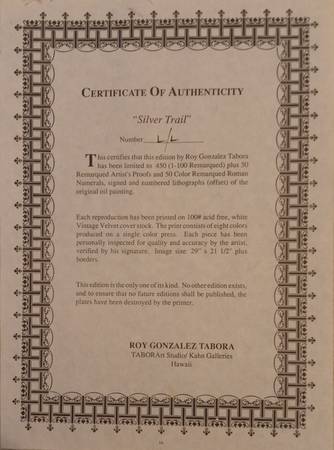 CERTIFICATE OF AUTHENTICITY
"Silver Trail"
Number L/L
This certifies that this edition by Roy Gonzalez Tabora
has been limited to 450 (1-100 Remarqued) plus 50
Remarqued Artist's Proofs and 50 Color Remarqued Roman
Numerals, signed and numbered lithographs (offset) of the
original oil painting.
Each reproduction has been printed on 100# acid free, white
Vintage Velvet cover stock. The print consists of eight colors
produced on a single color press. Each piece has been
personally inspected for quality and accuracy by the artist,
verified by his signature. Image size 29" x 21 1/2" plus
borders.
This edition is the only one of its kind. No other edition exists,
and to ensure that no future editions shall be published, the
plates have been destroyed by the printer.
ROY GONZALEZ TABORA
TABORArt Studio/ Kahn Galleries
Hawaii